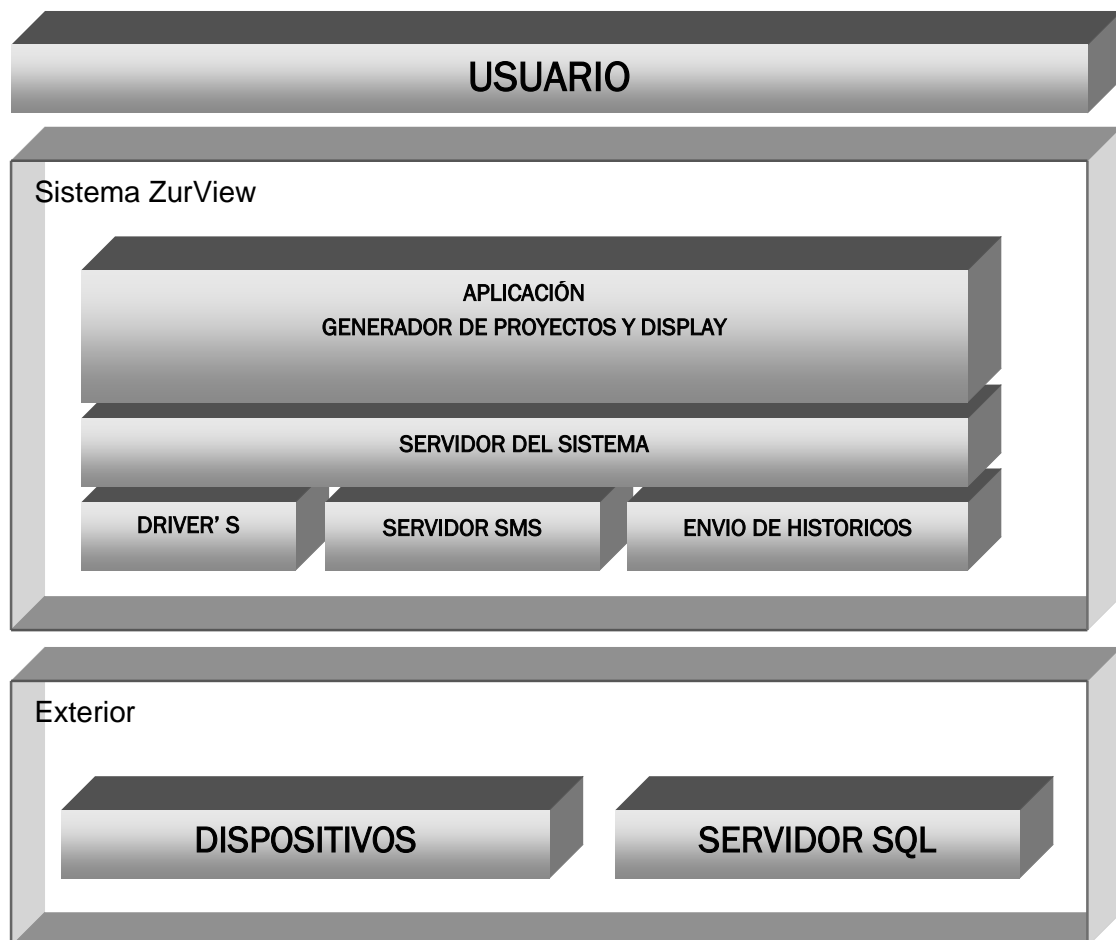 USUARIO
Sistema ZurView
APLICACIÓN
GENERADOR DE PROYECTOS Y DISPLAY
SERVIDOR DEL SISTEMA
DRIVER' S
SERVIDOR SMS
ENVIO DE HISTORICOS
Exterior
DISPOSITIVOS
SERVIDOR SQL